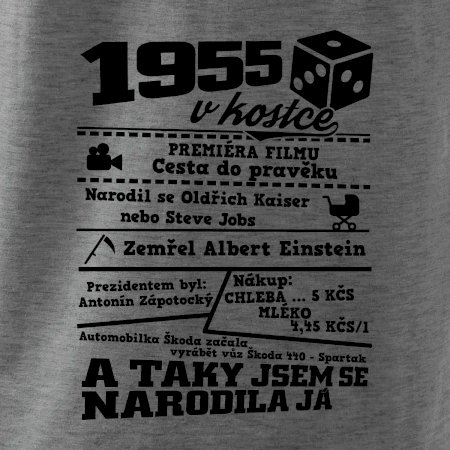 1955
v kostce
PREMIÉRA FILMU
Cesta do pravěku
Narodil se Oldřich Kaiser
nebo Steve Jobs
Zemřel Albert Einstein
Prezidentem byl:
Antonín Zápotocký
Nákup:
CHLEBA ... 5 KČS
MLÉKO
4,45 KČS/l
Automobilka Škoda začala
vyrábět vůz Škoda 440 - Spartak
A TAKY JSEM SE
NARODILA JÁ